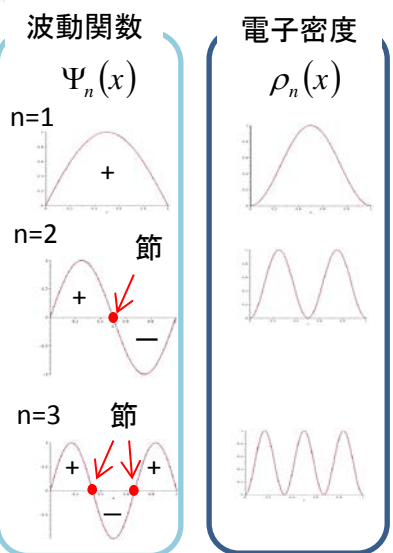 波動関数
Ψn(x)
n=1
+
n=2
節
+
−
n=3
節
+
+
−
電子密度
ρn(x)